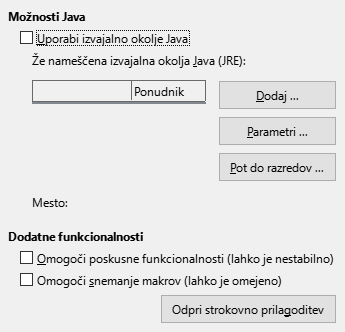 Možnosti Java
Uporabi izvajalno okolje Java
Že nameščena izvajalna okolja Java (JRE):
Ponudnik
Dodaj ...
Parametri ...
Pot do razredov ...
Mesto:
Dodatne funkcionalnosti
Omogoči poskusne funkcionalnosti (lahko je nestabilno)
Omogoči snemanje makrov (lahko je omejeno)
Odpri strokovno prilagoditev